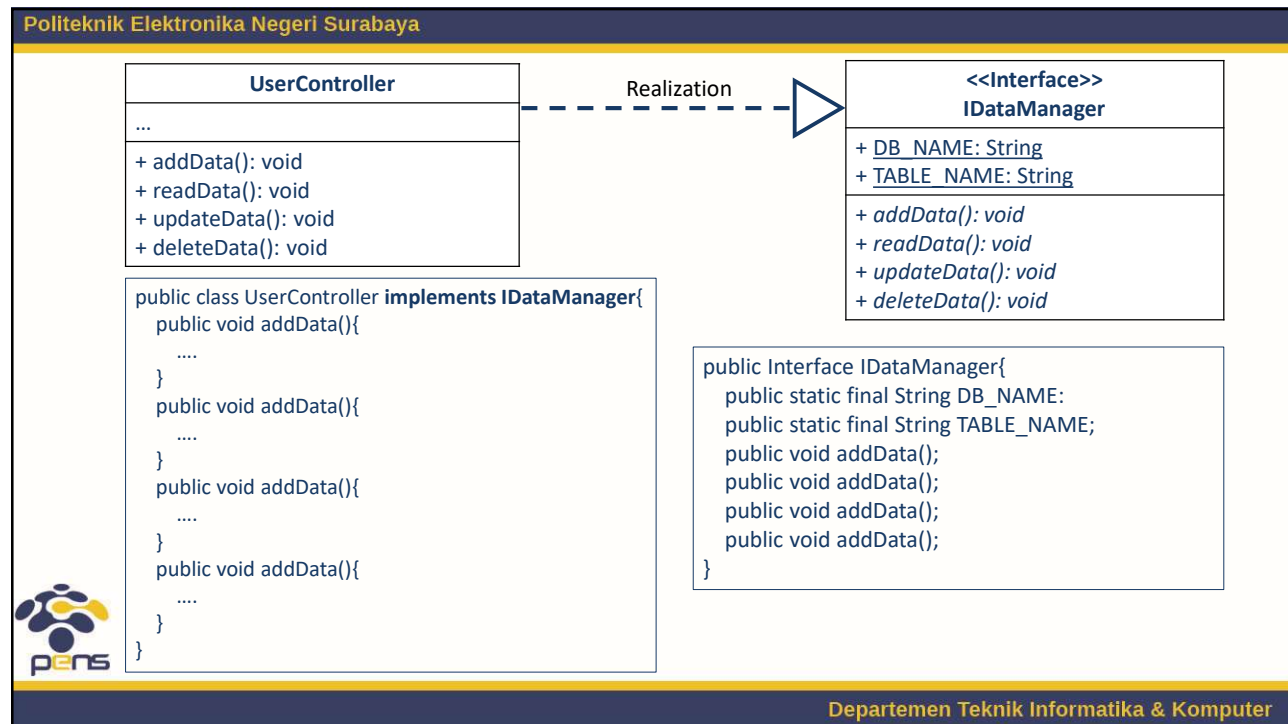 Politeknik Elektronika Negeri Surabaya
UserController
...
+ addData(): void
+ readData(): void
+ updateData(): void
+ deleteData(): void
Realization
<<Interface>>
IDataManager
+ DB_NAME: String
+ TABLE_NAME: String
+ addData(): void
+ readData(): void
+ updateData(): void
+ deleteData(): void
public class UserController implements IDataManager{
public void addData(){
....
}
public void addData(){
....
}
public void addData(){
....
}
public void addData(){
....
}
}
public Interface IDataManager{
public static final String DB_NAME:
public static final String TABLE_NAME;
public void addData();
public void addData();
public void addData();
public void addData();
}
pens
Departemen Teknik Informatika & Komputer